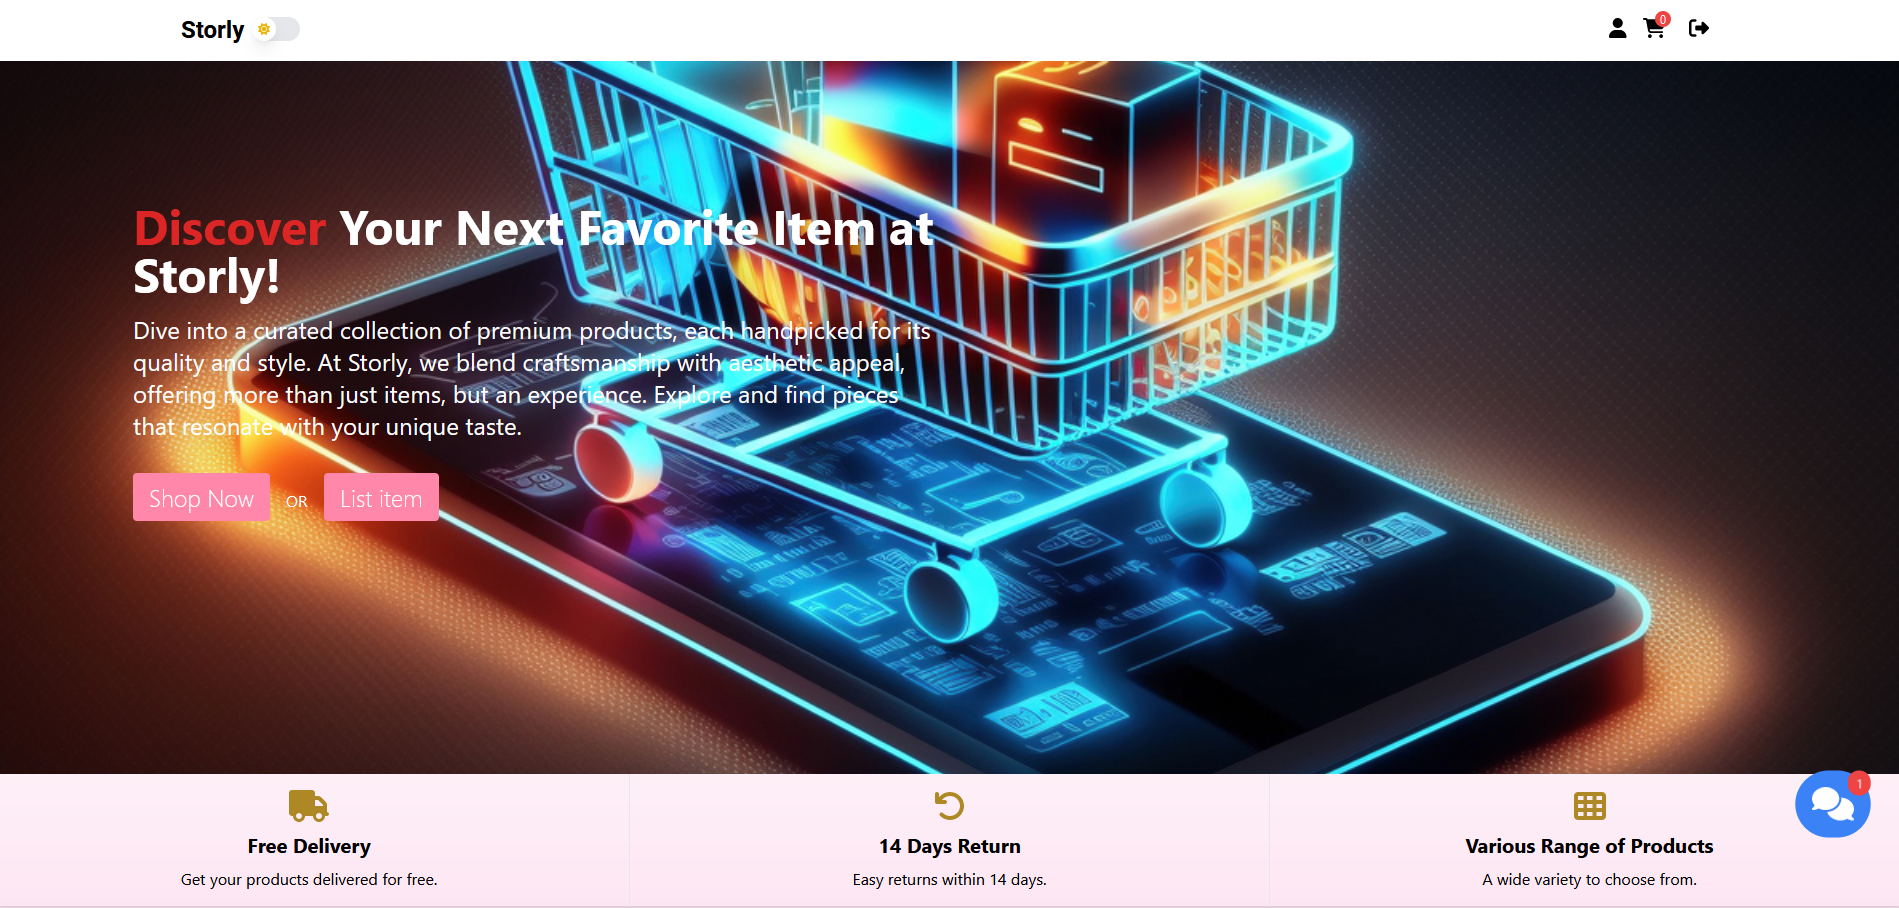 Storly
0
Discover Your Next Favorite Item at
Storly!
Dive into a curated collection of premium products, each handpicked for its
quality and style. At Storly, we blend craftsmanship with aesthetic appeal,
offering more than just items, but an experience. Explore and find pieces
that resonate with your unique taste.
Shop Now OR List item
1
Free Delivery
Get your products delivered for free.
14 Days Return
Easy returns within 14 days.
Various Range of Products
A wide variety to choose from.